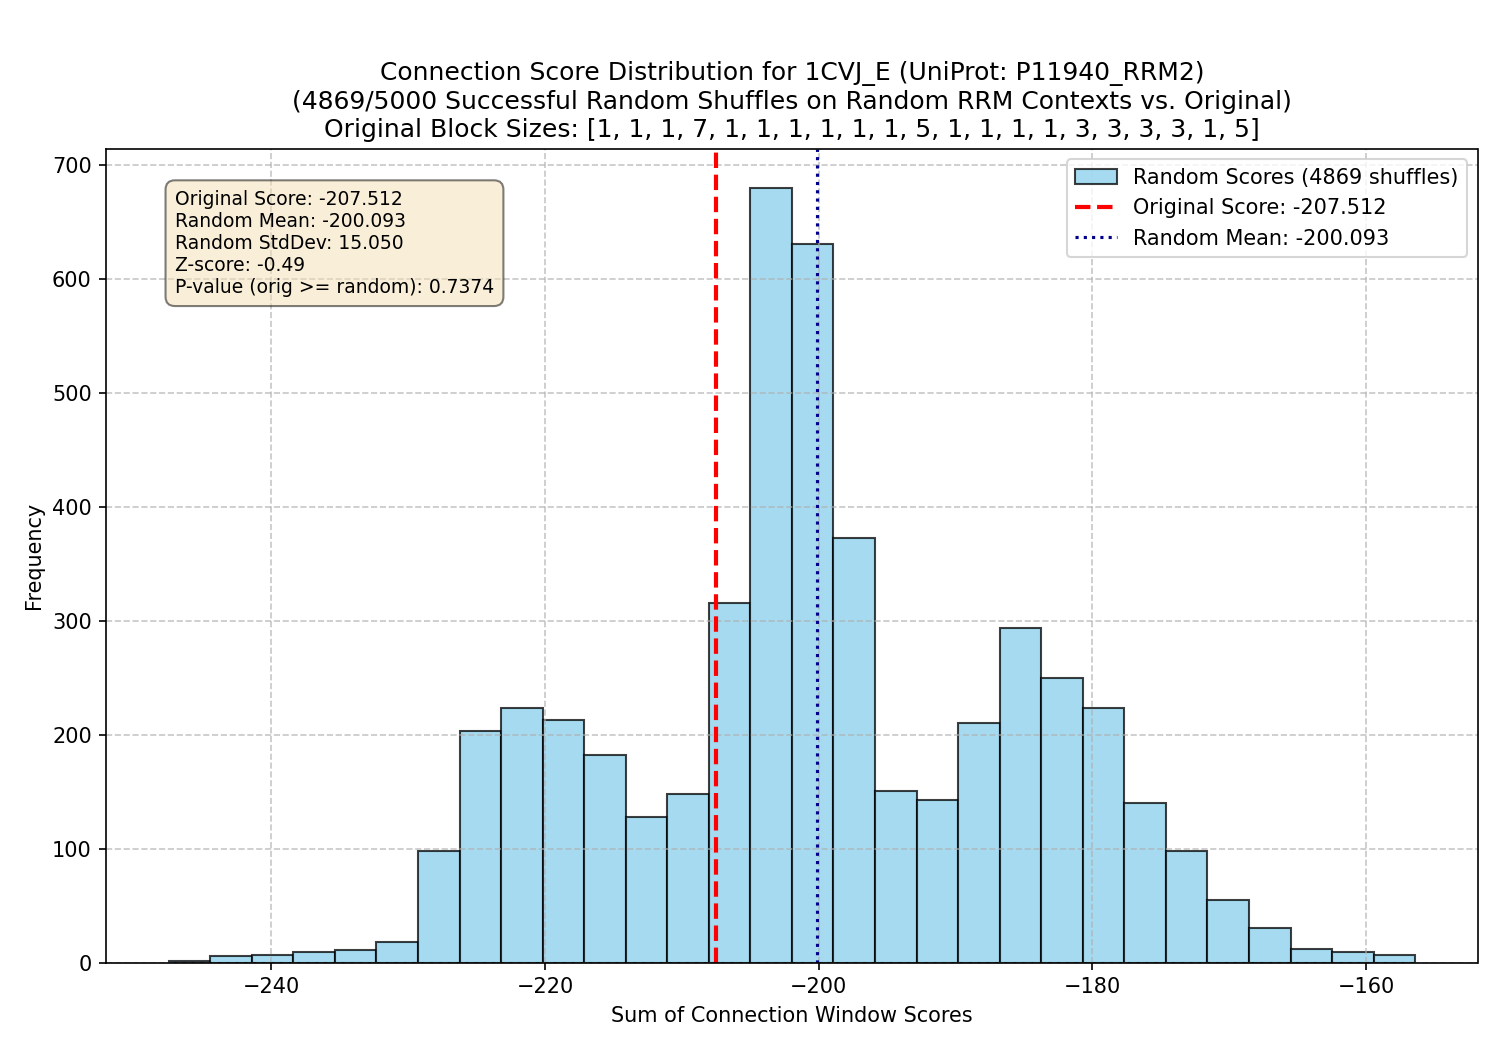 Connection Score Distribution for 1CVJ_E (UniProt: P11940_RRM2)
(4869/5000 Successful Random Shuffles on Random RRM Contexts vs. Original)
Original Block Sizes: [1, 1, 1, 7, 1, 1, 1, 1, 1, 1, 5, 1, 1, 1, 1, 3, 3, 3, 3, 1, 5]
Original Score: -207.512
Random Mean: -200.093
Random StdDev: 15.050
Z-score: -0.49
P-value (orig >= random): 0.7374
Random Scores (4869 shuffles)
Original Score: -207.512
Random Mean: -200.093
Frequency
700
600
500
400
300
200
100
0
−240
−220
−200
−180
−160
Sum of Connection Window Scores